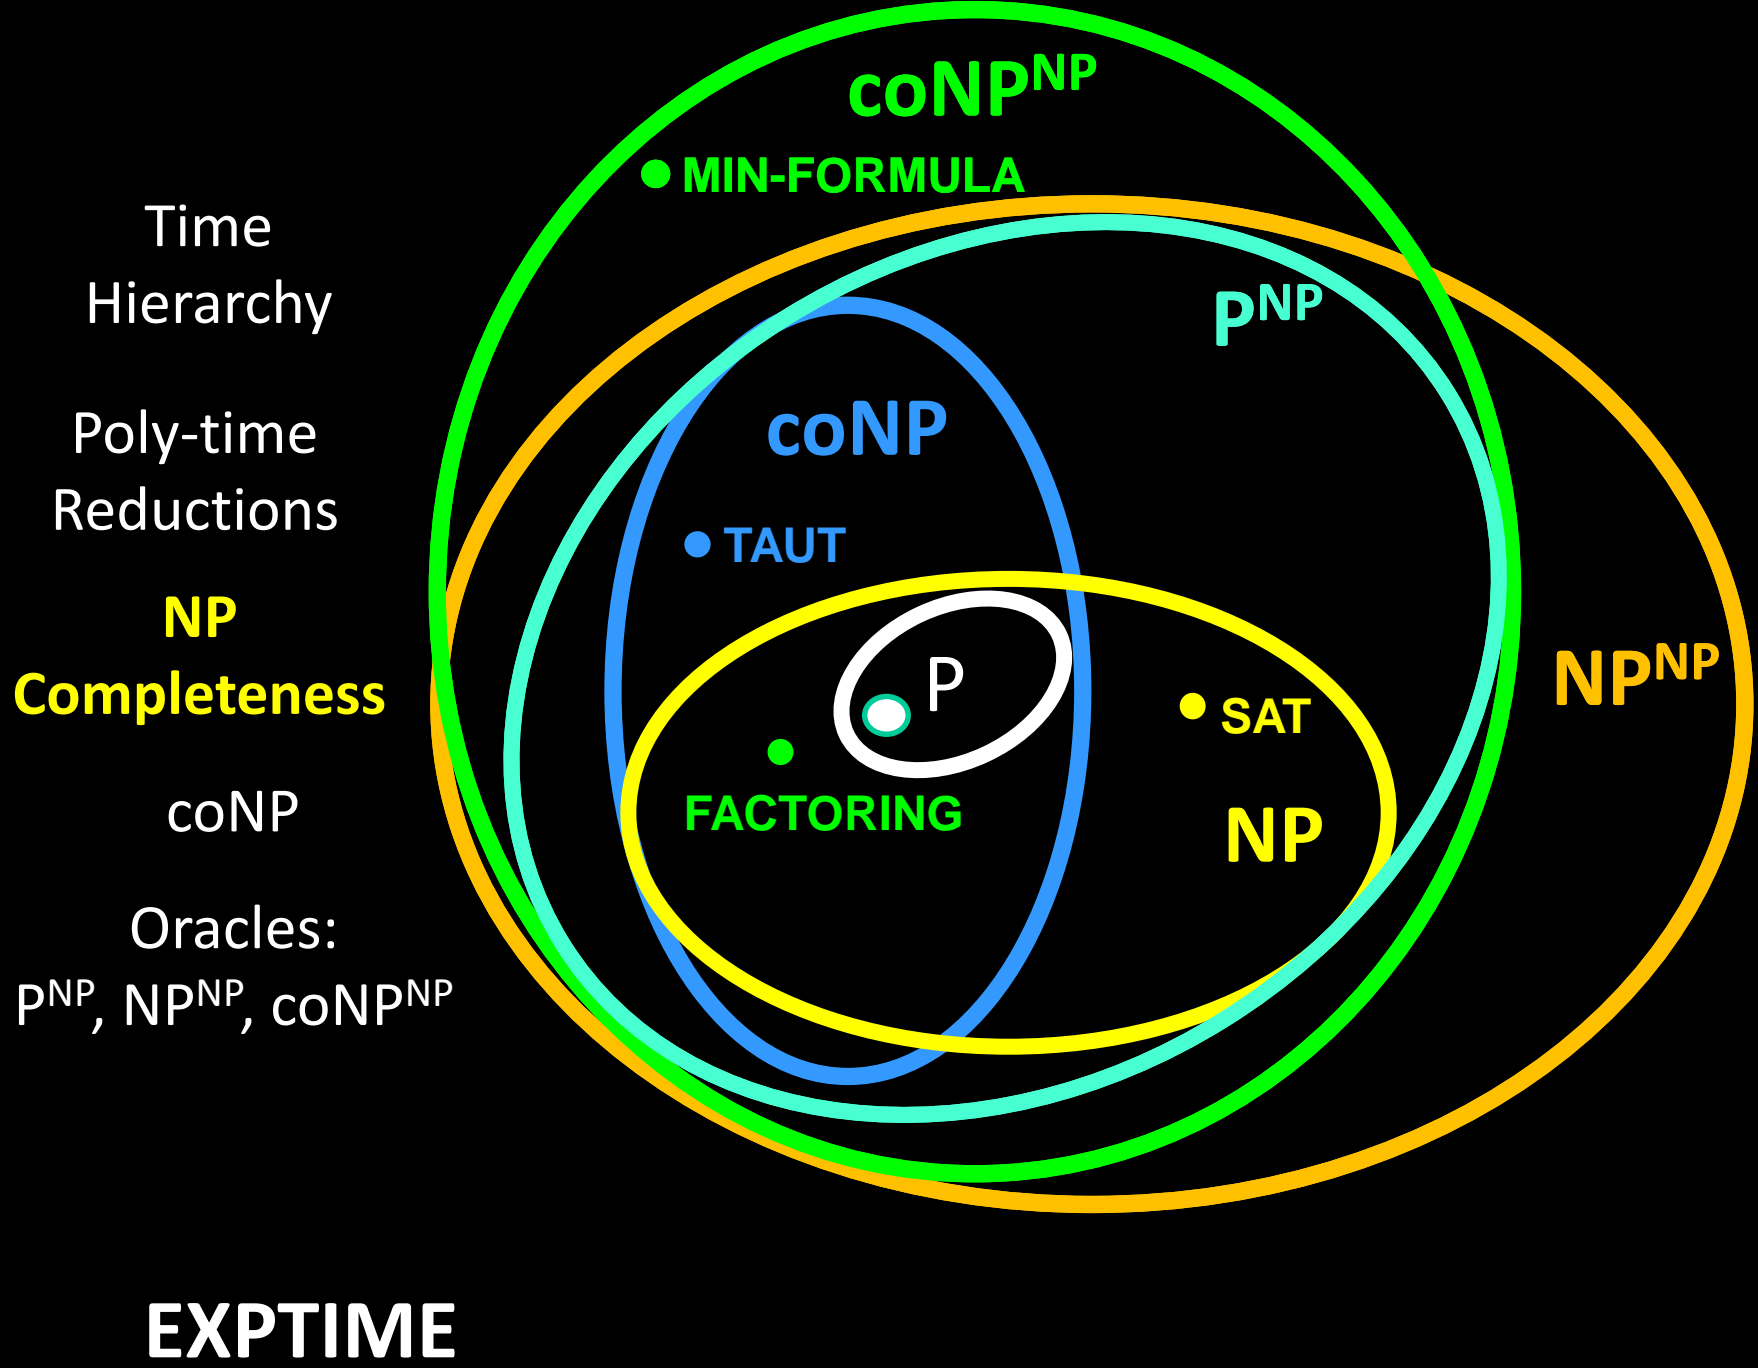 coNP^NP
MIN-FORMULA
Time
Hierarchy
P^NP
Poly-time
Reductions
coNP
TAUT
NP
Completeness
P
NP^NP
SAT
FACTORING
NP
coNP
Oracles:
P^NP, NP^NP, coNP^NP
EXPTIME